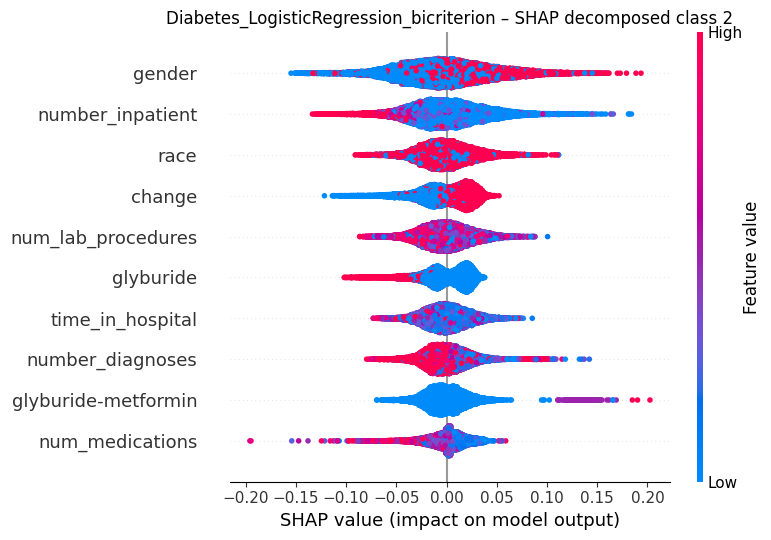 Diabetes_LogisticRegression_bicriterion – SHAP decomposed class 2
High
gender
number_inpatient
race
change
num_lab_procedures
glyburide
time_in_hospital
number_diagnoses
glyburide-metformin
num_medications
Feature value
Low
−0.20 −0.15 −0.10 −0.05 0.00 0.05 0.10 0.15 0.20
SHAP value (impact on model output)